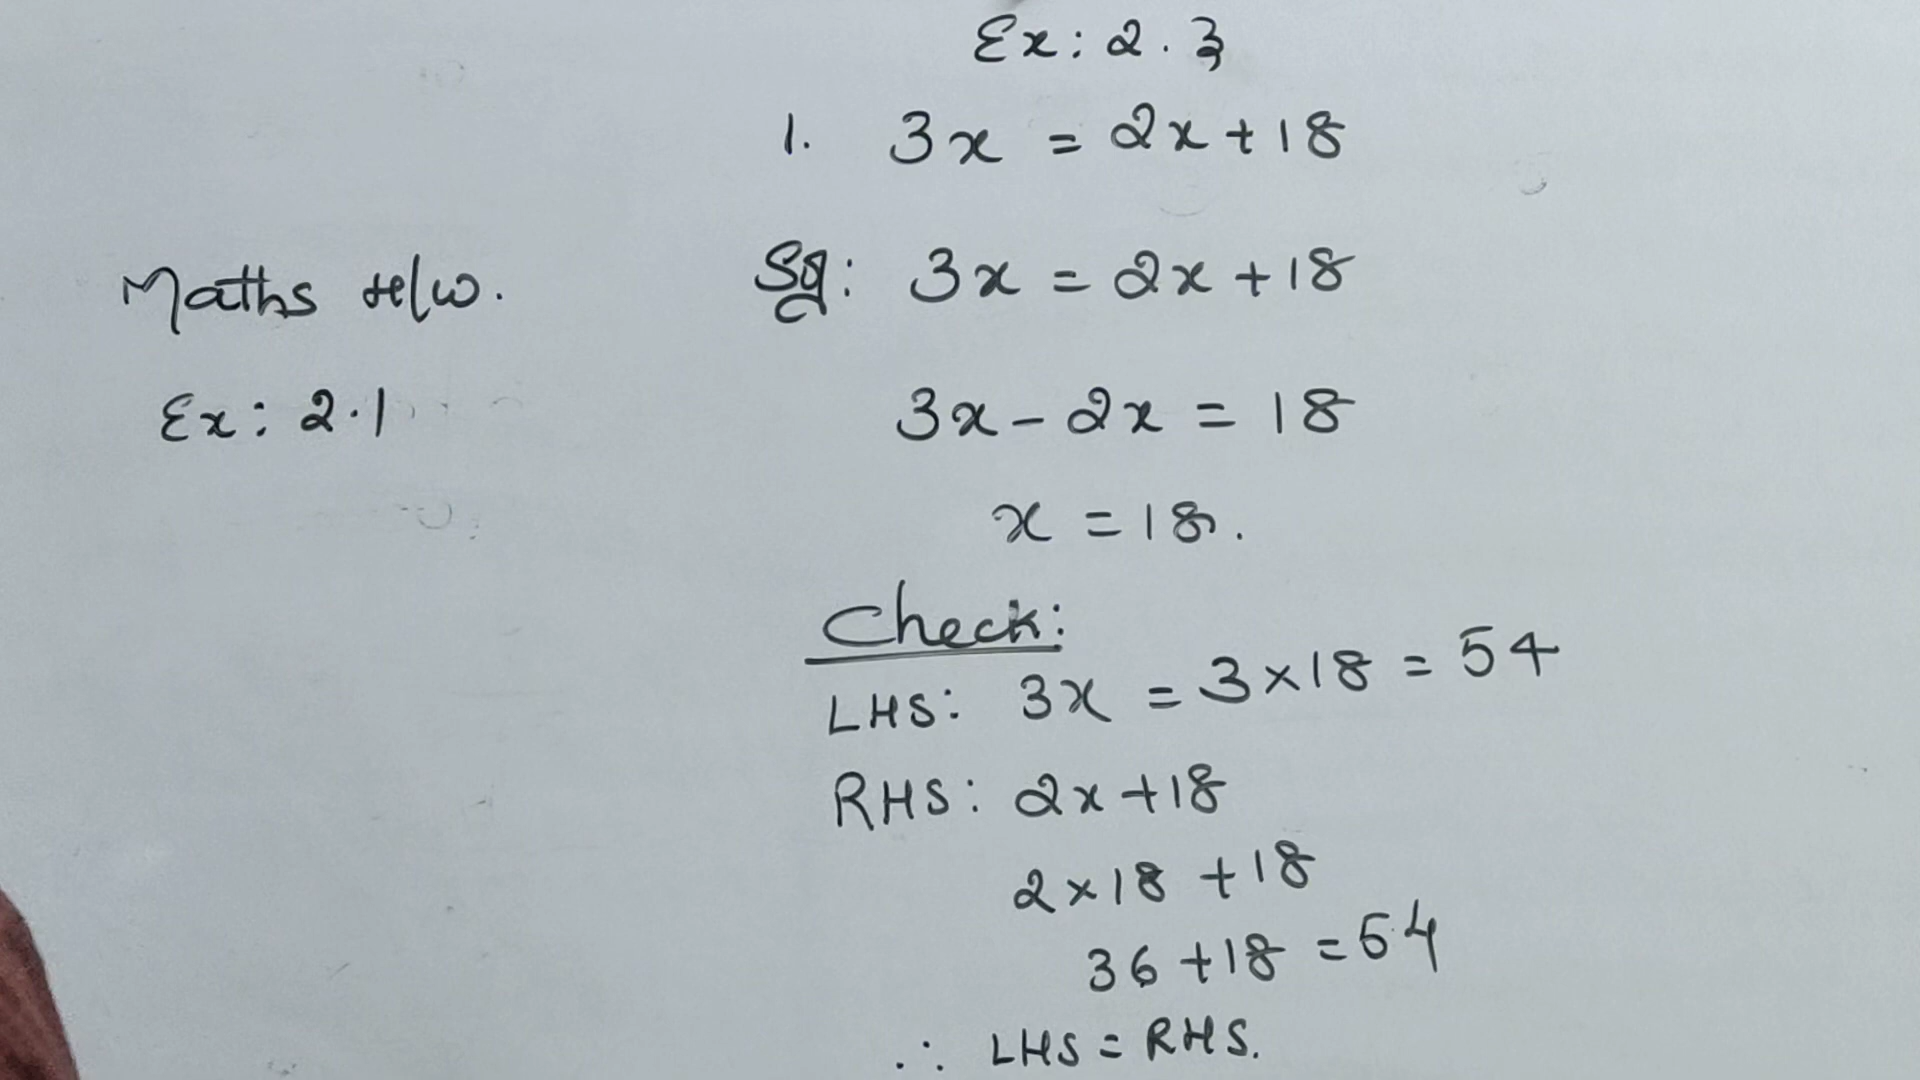 Maths H/W.
Ex: 2.1
Ex: 2.3
1. 3x = 2x + 18
3x = 2x + 18
3x - 2x = 18
x = 18.
Check:
LHS: 3x = 3 × 18 = 54
RHS: 2x + 18
2 × 18 + 18
36 + 18 = 54
∴ LHS = RHS.